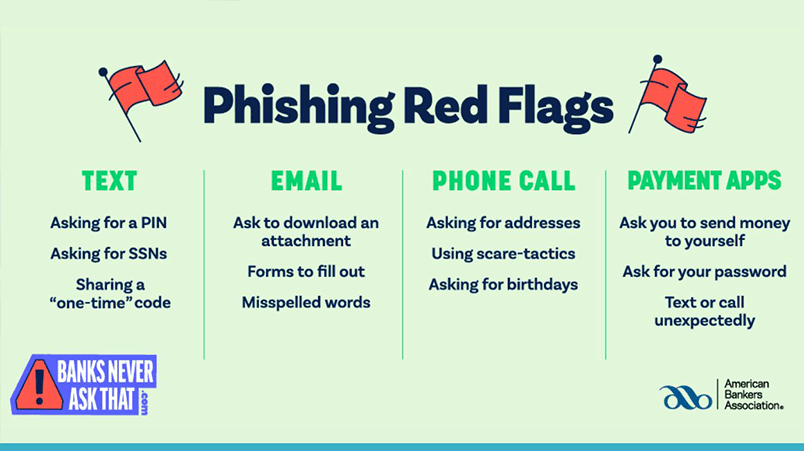 Phishing Red Flags
TEXT
Asking for a PIN
Asking for SSNs
Sharing a
“one-time” code
EMAIL
Ask to download an
attachment
Forms to fill out
Misspelled words
PHONE CALL
Asking for addresses
Using scare-tactics
Asking for birthdays
PAYMENT APPS
Ask you to send money
to yourself
Ask for your password
Text or call
unexpectedly
!
BANKS NEVER
ASK THAT
.com
American
Bankers
Association®